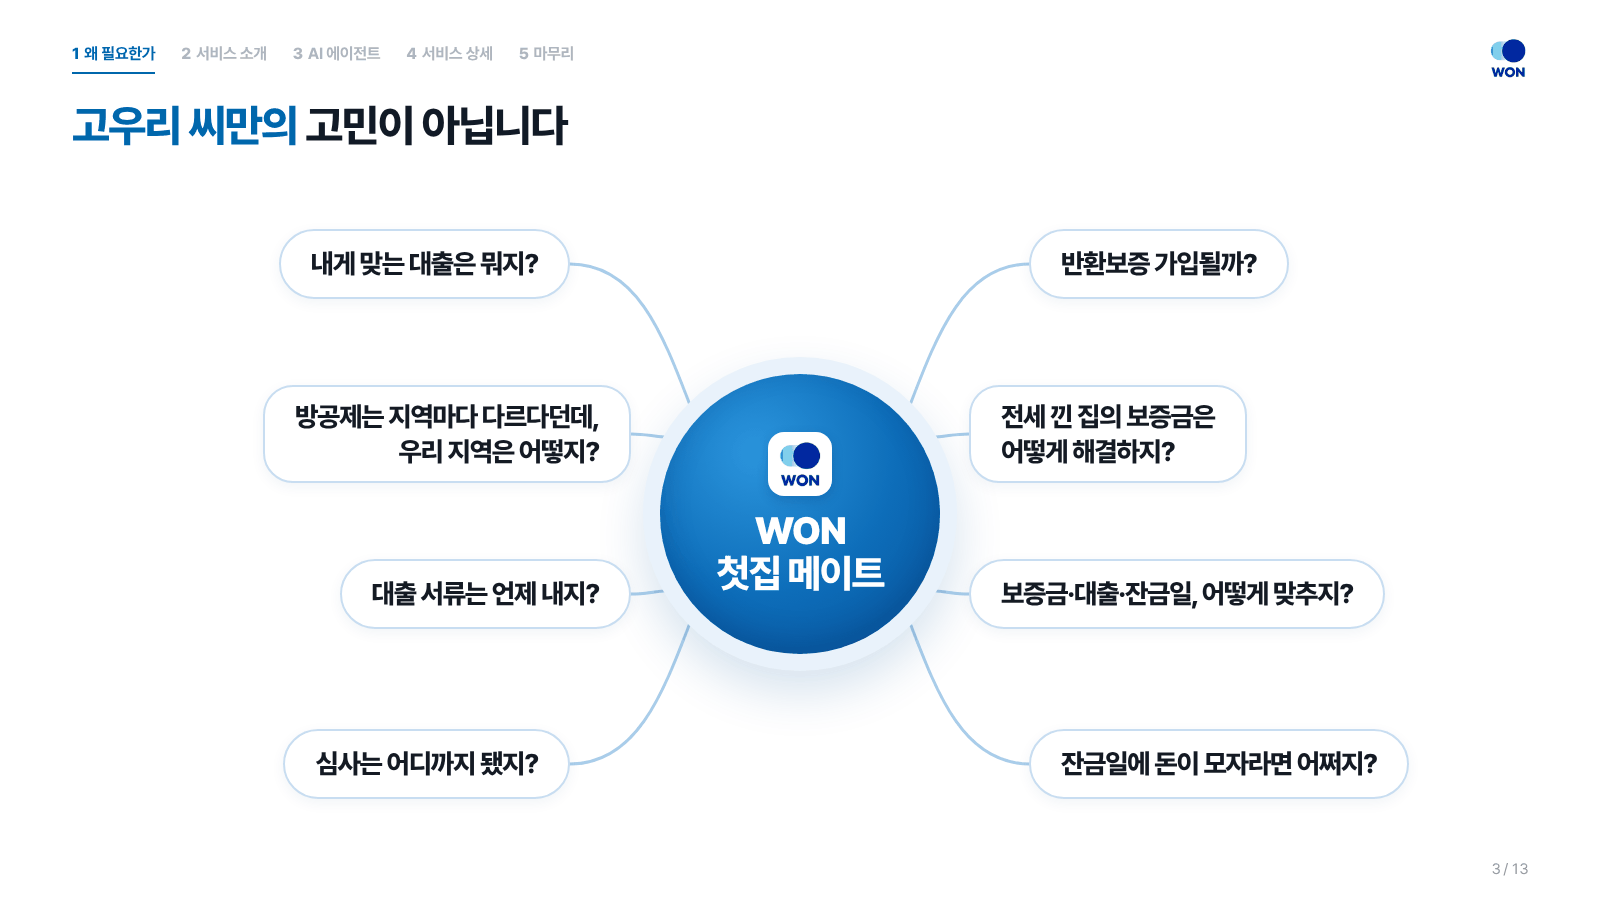 1 왜 필요한가 2 서비스 소개 3 AI 에이전트 4 서비스 상세 5 마무리
WON
고우리 씨만의 고민이 아닙니다
내게 맞는 대출은 뭐지?
방공제는 지역마다 다르다던데,
우리 지역은 어떻지?
대출 서류는 언제 내지?
심사는 어디까지 됐지?
WON
WON
첫집 메이트
반환보증 가입될까?
전세 낀 집의 보증금은
어떻게 해결하지?
보증금·대출·잔금일, 어떻게 맞추지?
잔금일에 돈이 모자라면 어쩌지?
3 / 13